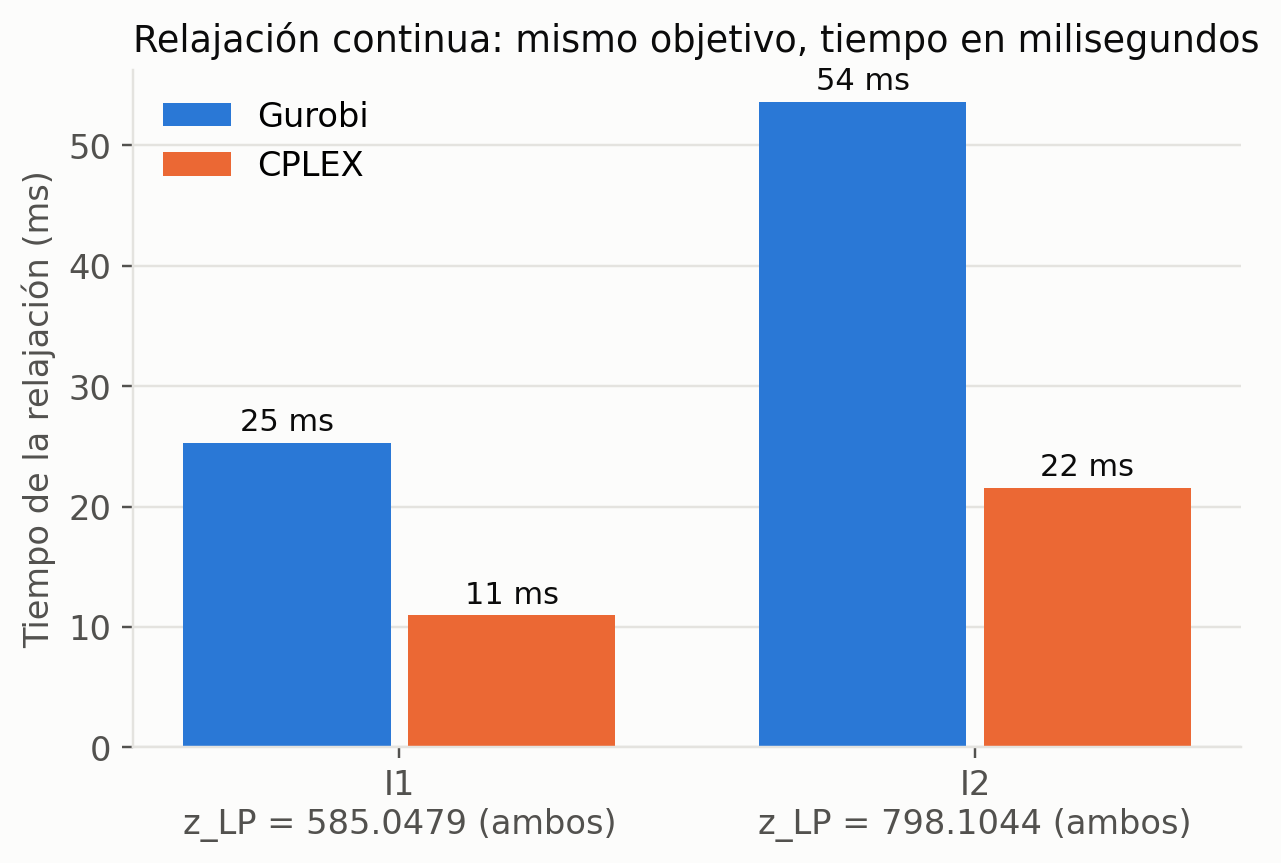 Relajación continua: mismo objetivo, tiempo en milisegundos
Gurobi
CPLEX
Tiempo de la relajación (ms)
50
40
30
20
10
0
25 ms
11 ms
54 ms
22 ms
I1
z_LP = 585.0479 (ambos)
I2
z_LP = 798.1044 (ambos)